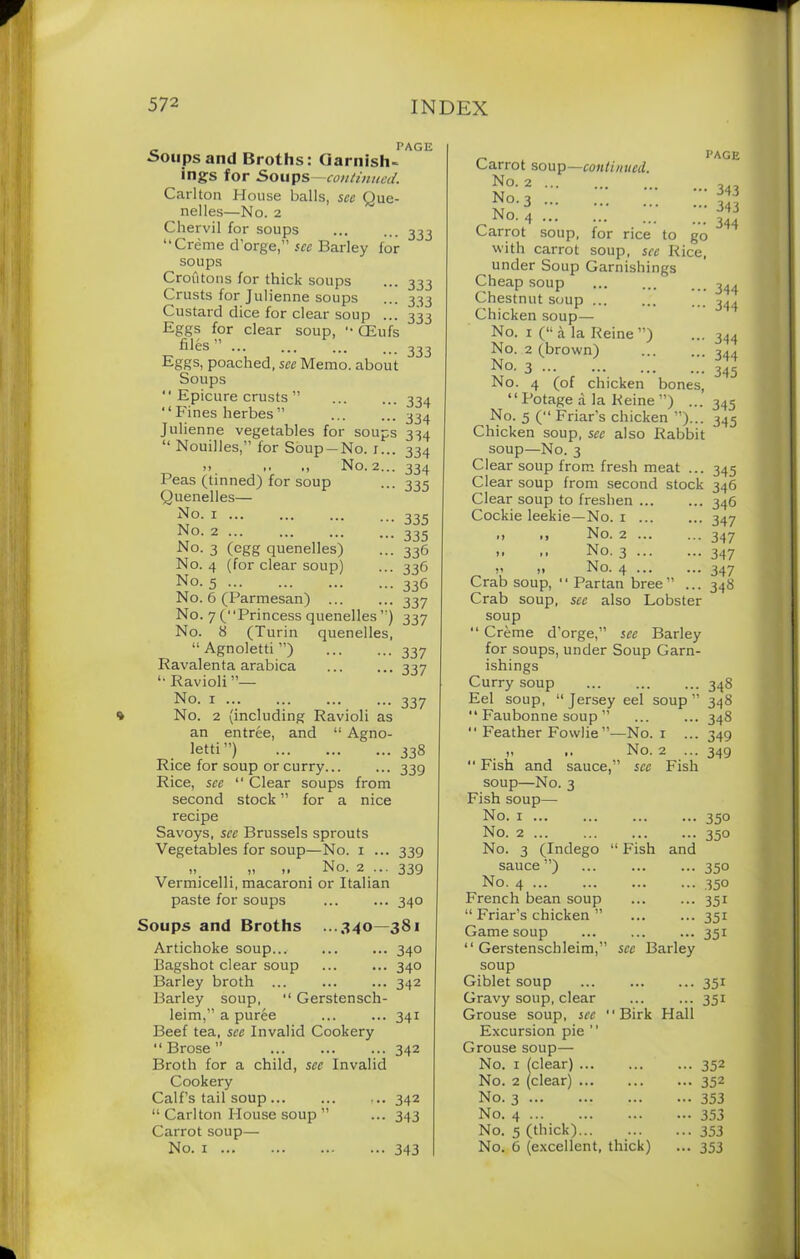 572 INDEX
PAGE
Soups and Broths: Garnish-
ings for Soups—continued.
Carlton House balls, see Que-
nelles—No. 2
Chervil for soups ... ... 333
"Crème d'orge," see Barley for
soups
Croûtons for thick soups ... 333
Crusts for Julienne soups ... 333
Custard dice for clear soup ... 333
Eggs for clear soup, "Œufs
filés" ... ... ... ... 333
Eggs, poached, see Memo. about
Soups
"Epicure crusts" ... ... 334
"Fines herbes" ... ... 334
Julienne vegetables for soups 334
"Nouilles," for Soup—No. 1... 334
" " " No. 2... 334
Peas (tinned) for soup ... 335
Quenelles—
No. 1 ... ... ... ... 335
No. 2 ... ... ... ... 335
No. 3 (egg quenelles) ... 336
No. 4 (for clear soup) ... 336
No. 5 ... ... ... ... 336
No. 6 (Parmesan) ... ... 337
No. 7 ("Princess quenelles") 337
No. 8 (Turin quenelles,
"Agnoletti") ... ... 337
Ravalenta arabica ... ... 337
"Ravioli"—
No. 1 ... ... ... ... 337
No. 2 (including Ravioli as
an entrée, and "Agno-
letti") ... ... ... 338
Rice for soup or curry... ... 339
Rice, see "Clear soups from
second stock" for a nice
recipe
Savoys, see Brussels sprouts
Vegetables for soup—No. 1 ... 339
" " " No. 2 ... 339
Vermicelli, macaroni or Italian
paste for soups ... ... 340
Soups and Broths ...340—381
Artichoke soup... ... ... 340
Bagshot clear soup ... ... 340
Barley broth ... ... ... 342
Barley soup, "Gerstensch-
leim," a purée ... ... 341
Beef tea, see Invalid Cookery
"Brose" ... ... ... 342
Broth for a child, see Invalid
Cookery
Calf's tail soup ... ... ... 342
"Carlton House soup" ... 343
Carrot soup—
No. 1 ... ... ... ... 343
PAGE
Carrot soup—continued.
No. 2 ... ... ... ... 343
No. 3 ... ... ... ... 343
No. 4 ... ... ... ... 344
Carrot soup, for rice to go
with carrot soup, see Rice,
under Soup Garnishings
Cheap soup ... ... ... 344
Chestnut soup ... ... ... 344
Chicken soup—
No. 1 ("à la Reine") ... 344
No. 2 (brown) ... ... 344
No. 3 ... ... ... ... 345
No. 4 (of chicken bones,
"Potage à la Reine") ... 345
No. 5 ("Friar's chicken")... 345
Chicken soup, see also Rabbit
soup—No. 3
Clear soup from fresh meat ... 345
Clear soup from second stock 346
Clear soup to freshen ... ... 346
Cockie leekie—No. 1 ... ... 347
" " No. 2 ... ... 347
" " No. 3 ... ... 347
" " No. 4 ... ... 347
Crab soup, "Partan bree" ... 348
Crab soup, see also Lobster
soup
"Crème d'orge," see Barley
for soups, under Soup Garn-
ishings
Curry soup ... ... ... 348
Eel soup, "Jersey eel soup" 348
"Faubonne soup" ... ... 348
"Feather Fowlie"—No. 1 ... 349
" " No. 2 ... 349
"Fish and sauce," see Fish
soup—No. 3
Fish soup—
No. 1 ... ... ... ... 350
No. 2 ... ... ... ... 350
No. 3 (Indego "Fish and
sauce") ... ... ... 350
No. 4 ... ... ... ... 350
French bean soup ... ... 351
"Friar's chicken" ... ... 351
Game soup ... ... ... 351
"Gerstenschleim," see Barley
soup
Giblet soup ... ... ... 351
Gravy soup, clear ... ... 351
Grouse soup, see "Birk Hall
Excursion pie"
Grouse soup—
No. 1 (clear) ... ... ... 352
No. 2 (clear) ... ... ... 352
No. 3 ... ... ... ... 353
No. 4 ... ... ... ... 353
No. 5 (thick)... ... ... 353
No. 6 (excellent, thick) ... 353